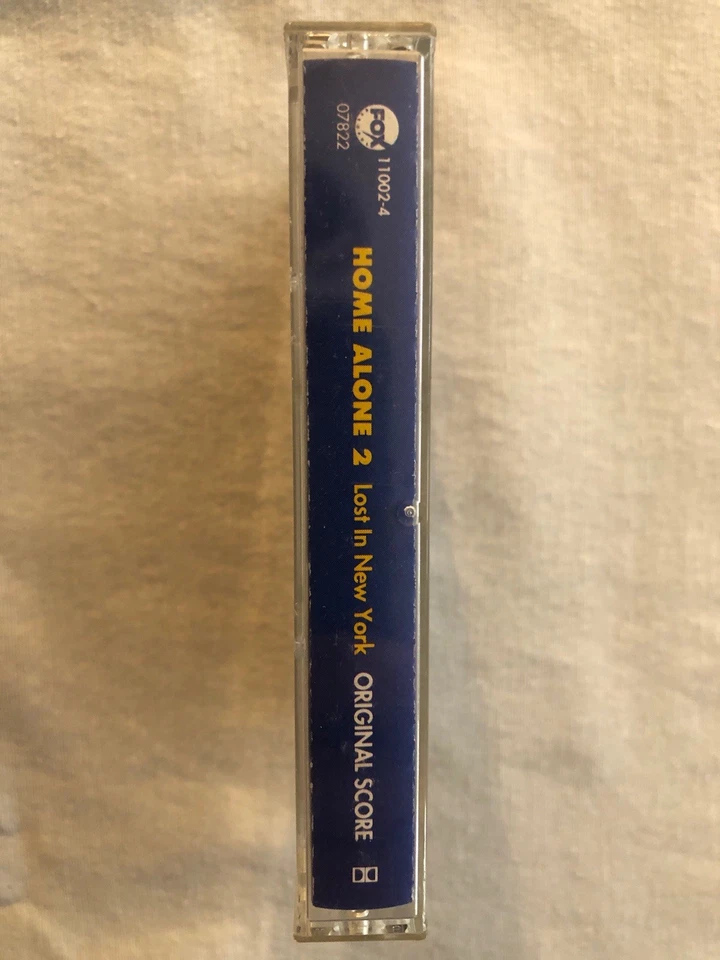 FOX
11002-4
07822
HOME ALONE 2 Lost In New York ORIGINAL SCORE